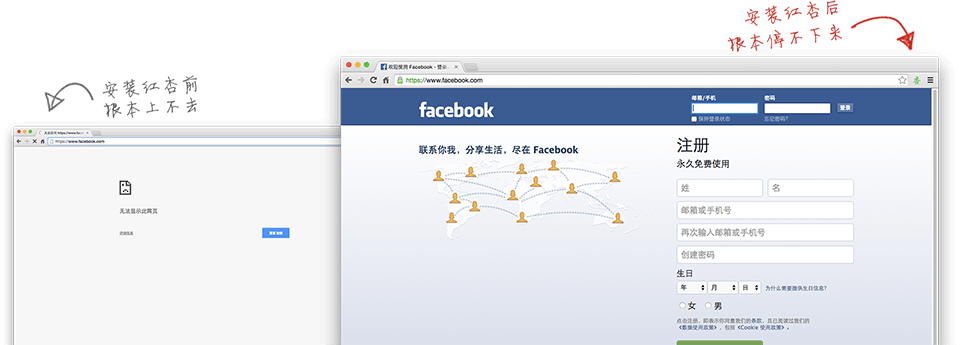 安装红杏后
根本停不下来
安装红杏前
根本上不去
欢迎使用 Facebook - 登录..
https://www.facebook.com
https://www.facebook.com
无法显示此网页
facebook
邮箱/手机
密码
登录
保持登录状态
忘记密码?
联系你我，分享生活，尽在 Facebook
注册
永久免费使用
姓
名
邮箱或手机号
再次输入邮箱或手机号
创建密码
生日
年
月
日
为什么需要提供生日信息?
女
男
点击注册，即表示你同意我们的条款，且已阅读过我们的
《数据使用政策》，包括《Cookie 使用政策》。